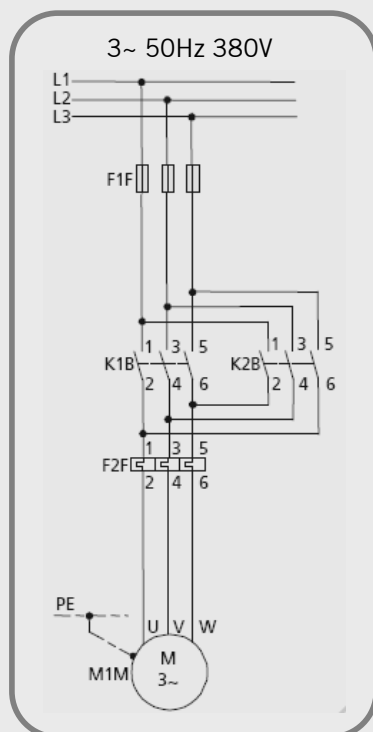 3~ 50Hz 380V
L1
L2
L3
F1F
1 3 5 1 3 5
K1B K2B
2 4 6 2 4 6
1 3 5
F2F
2 4 6
PE
U V W
M1M M
3~